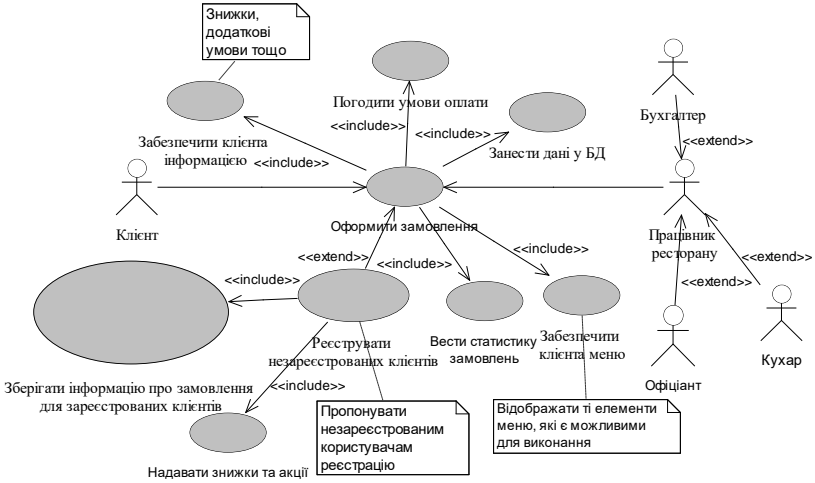 Знижки,
додаткові
умови тощо
Погодити умови оплати
<<include>>
<<include>>
Забезпечити клієнта
інформацією
<<include>>
Занести дані у БД
Бухгалтер
<<extend>>
Клієнт
Оформити замовлення
Працівник
ресторану
<<extend>>
<<include>>
<<include>>
<<extend>>
<<extend>>
<<include>>
Реєструвати
незареєстрованих клієнтів
Вести статистику
замовлень
Забезпечити
клієнта меню
Офіціант
Кухар
Зберігати інформацію про замовлення
для зареєстрованих клієнтів
<<include>>
Пропонувати
незареєстрованим
користувачам
реєстрацію
Відображати ті елементи
меню, які є можливими
для виконання
Надавати знижки та акції